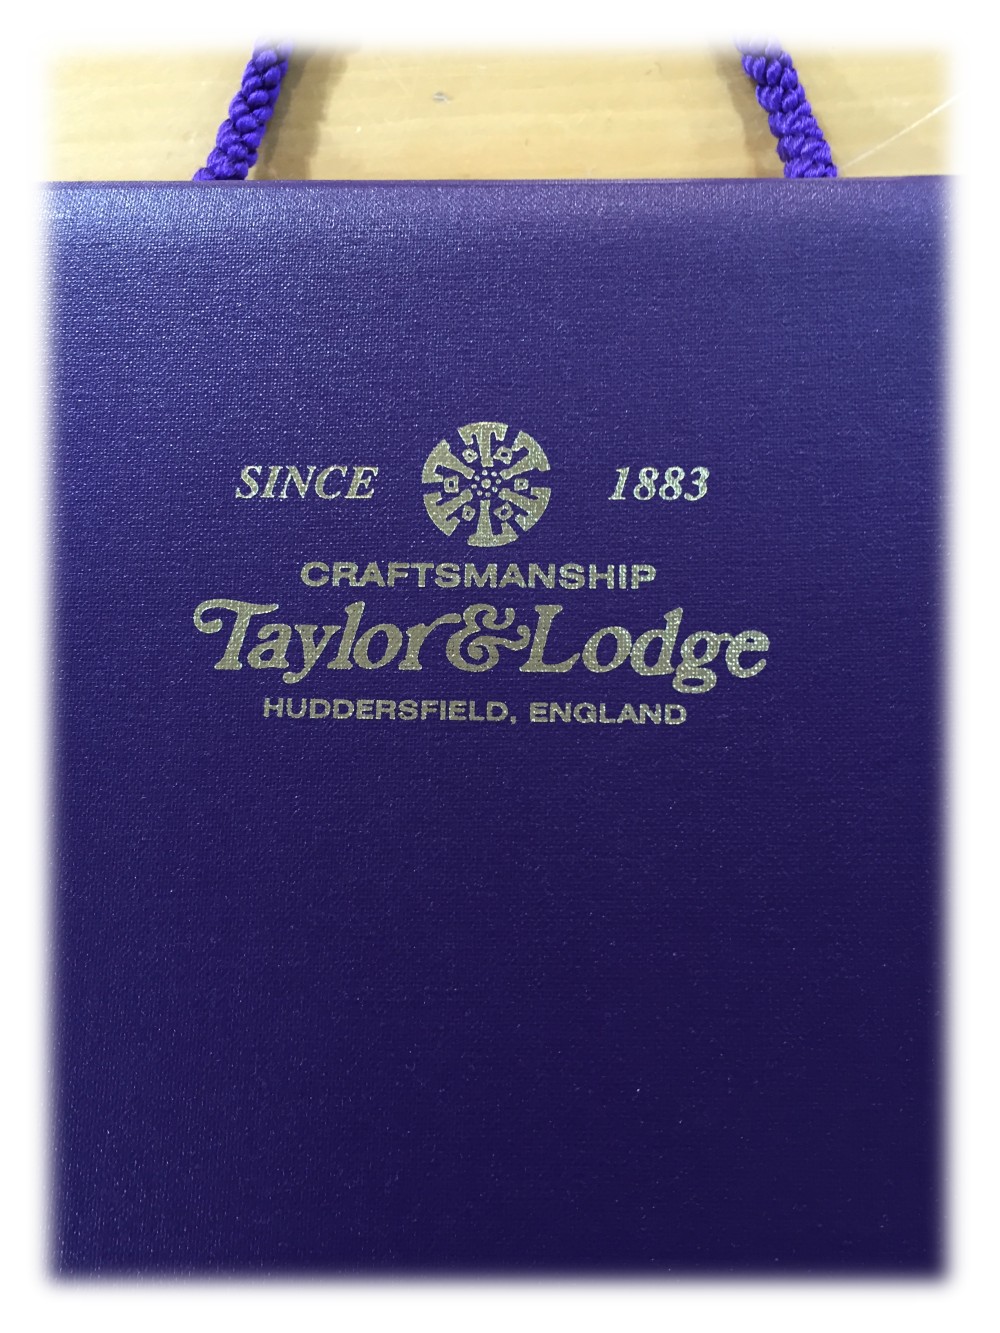 SINCE 1883
CRAFTSMANSHIP
Taylor&Lodge
HUDDERSFIELD, ENGLAND